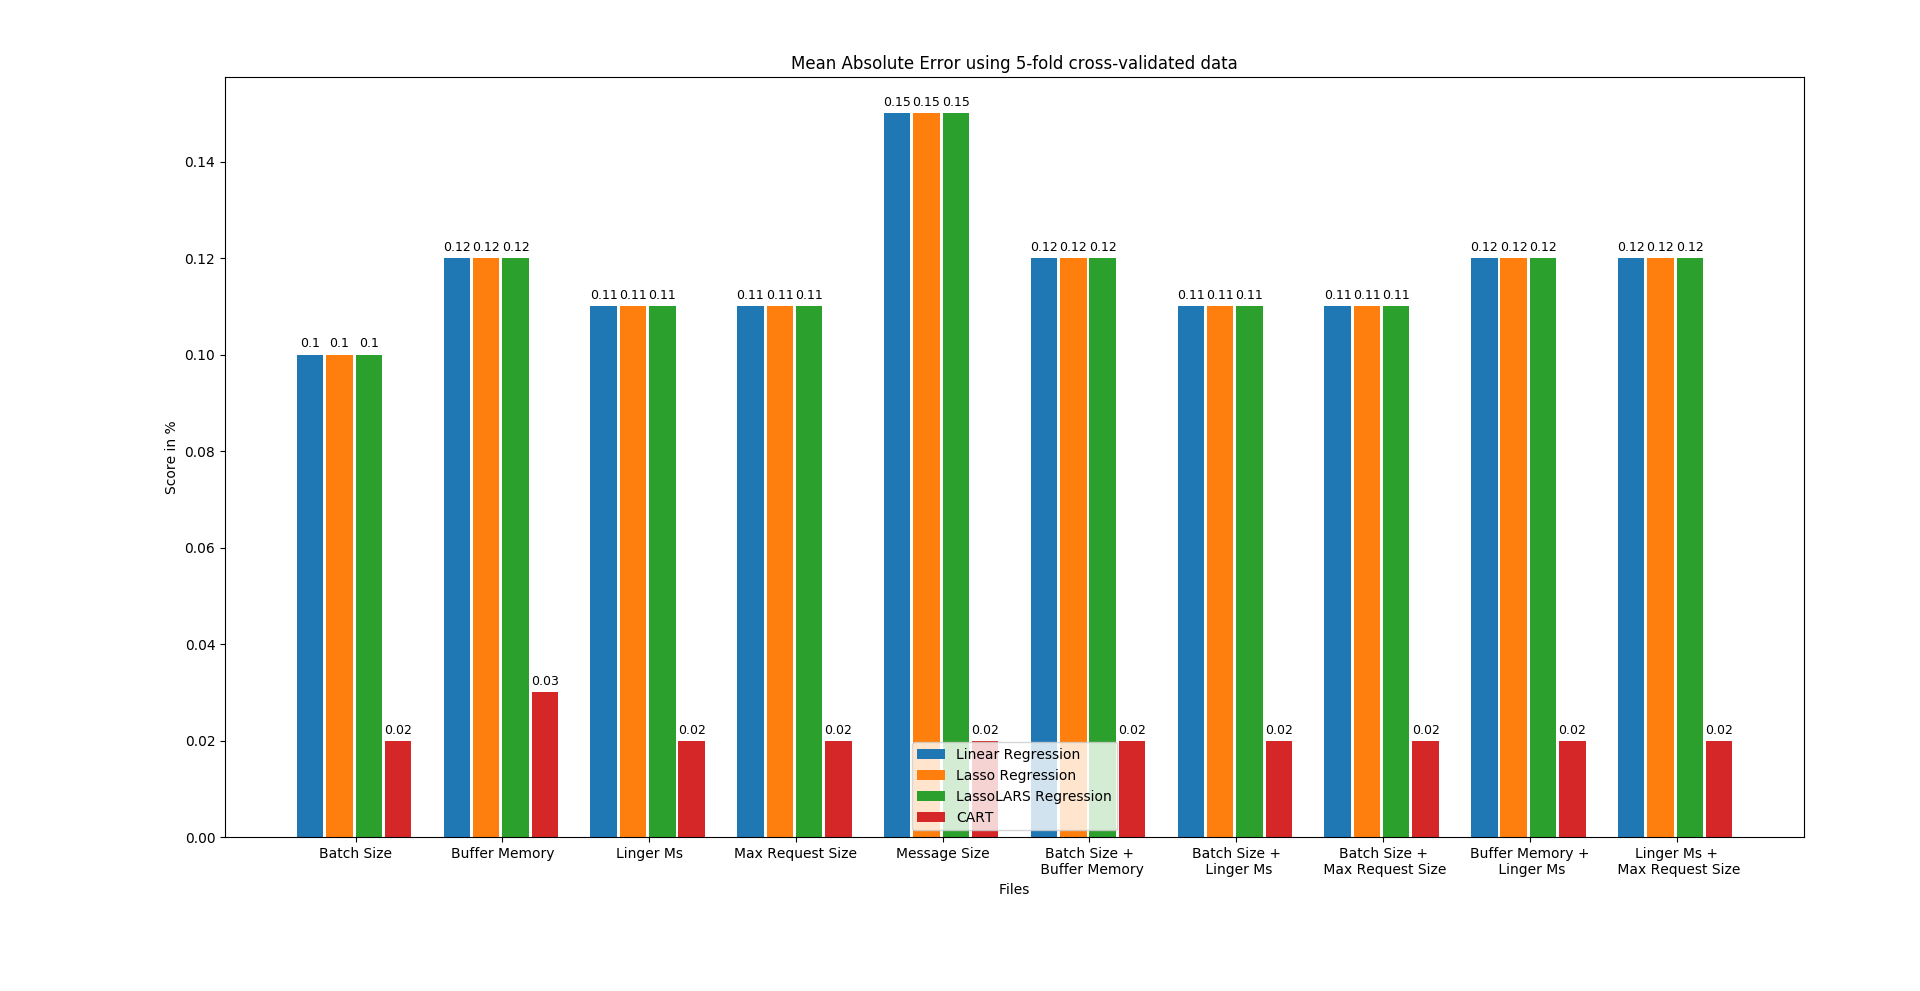 Mean Absolute Error using 5-fold cross-validated data
Score in %
0.14
0.12
0.10
0.08
0.06
0.04
0.02
0.00
0.1 0.1 0.1 0.02
0.12 0.12 0.12 0.03
0.11 0.11 0.11 0.02
0.11 0.11 0.11 0.02
0.15 0.15 0.15 0.02
0.12 0.12 0.12 0.02
0.11 0.11 0.11 0.02
0.11 0.11 0.11 0.02
0.12 0.12 0.12 0.02
0.12 0.12 0.12 0.02
Linear Regression
Lasso Regression
LassoLARS Regression
CART
Batch Size
Buffer Memory
Linger Ms
Max Request Size
Message Size
Batch Size +
Buffer Memory
Batch Size +
Linger Ms
Batch Size +
Max Request Size
Buffer Memory +
Linger Ms
Linger Ms +
Max Request Size
Files